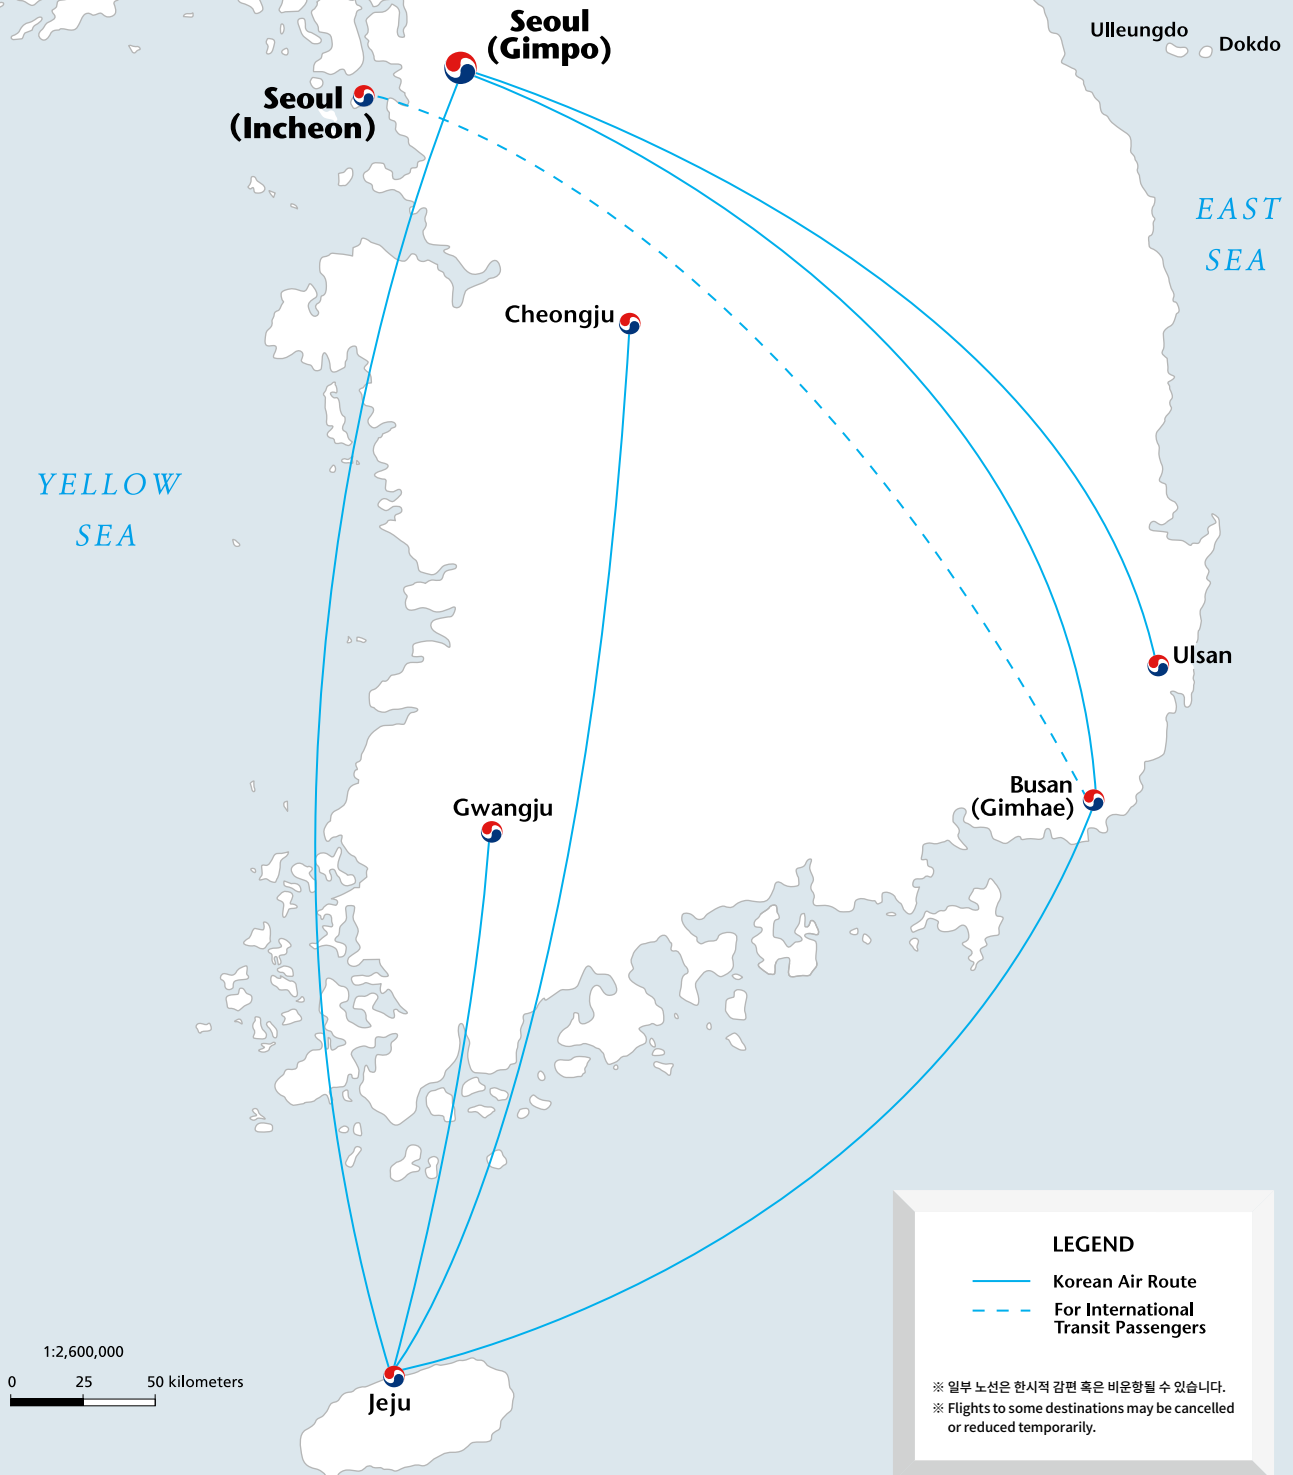 Seoul
(Gimpo)
Ulleungdo
Dokdo
Seoul
(Incheon)
EAST
SEA
Cheongju
YELLOW
SEA
Ulsan
Busan
(Gimhae)
Gwangju
Jeju
1:2,600,000
0 25 50 kilometers
LEGEND
Korean Air Route
For International
Transit Passengers
※ 일부 노선은 한시적 감편 혹은 비운항될 수 있습니다.
※ Flights to some destinations may be cancelled
or reduced temporarily.